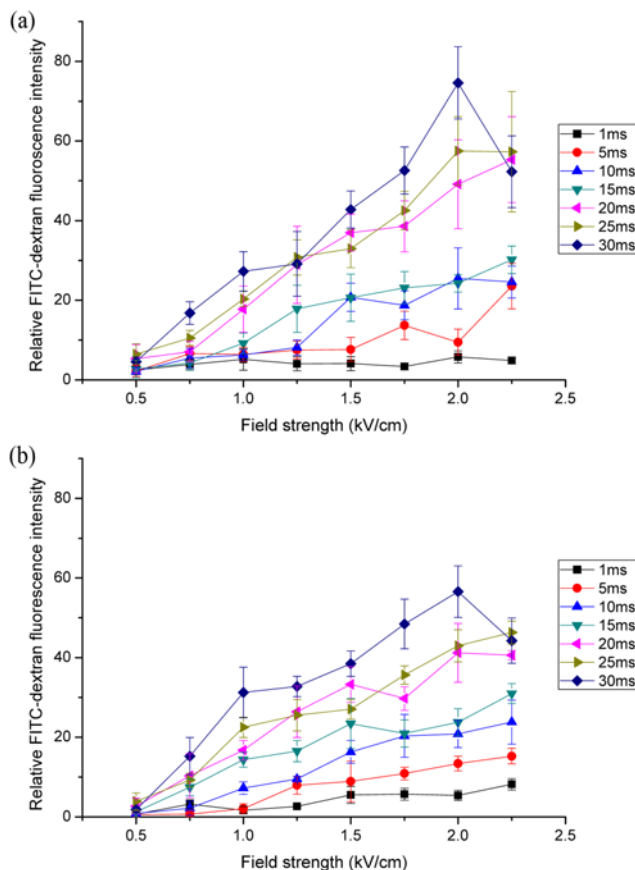 (a)
Relative FITC-dextran fluoroscence intensity
80
60
40
20
0
0.5 1.0 1.5 2.0 2.5
Field strength (kV/cm)
1ms
5ms
10ms
15ms
20ms
25ms
30ms
(b)
Relative FITC-dextran fluoroscence intensity
80
60
40
20
0
0.5 1.0 1.5 2.0 2.5
Field strength (kV/cm)
1ms
5ms
10ms
15ms
20ms
25ms
30ms